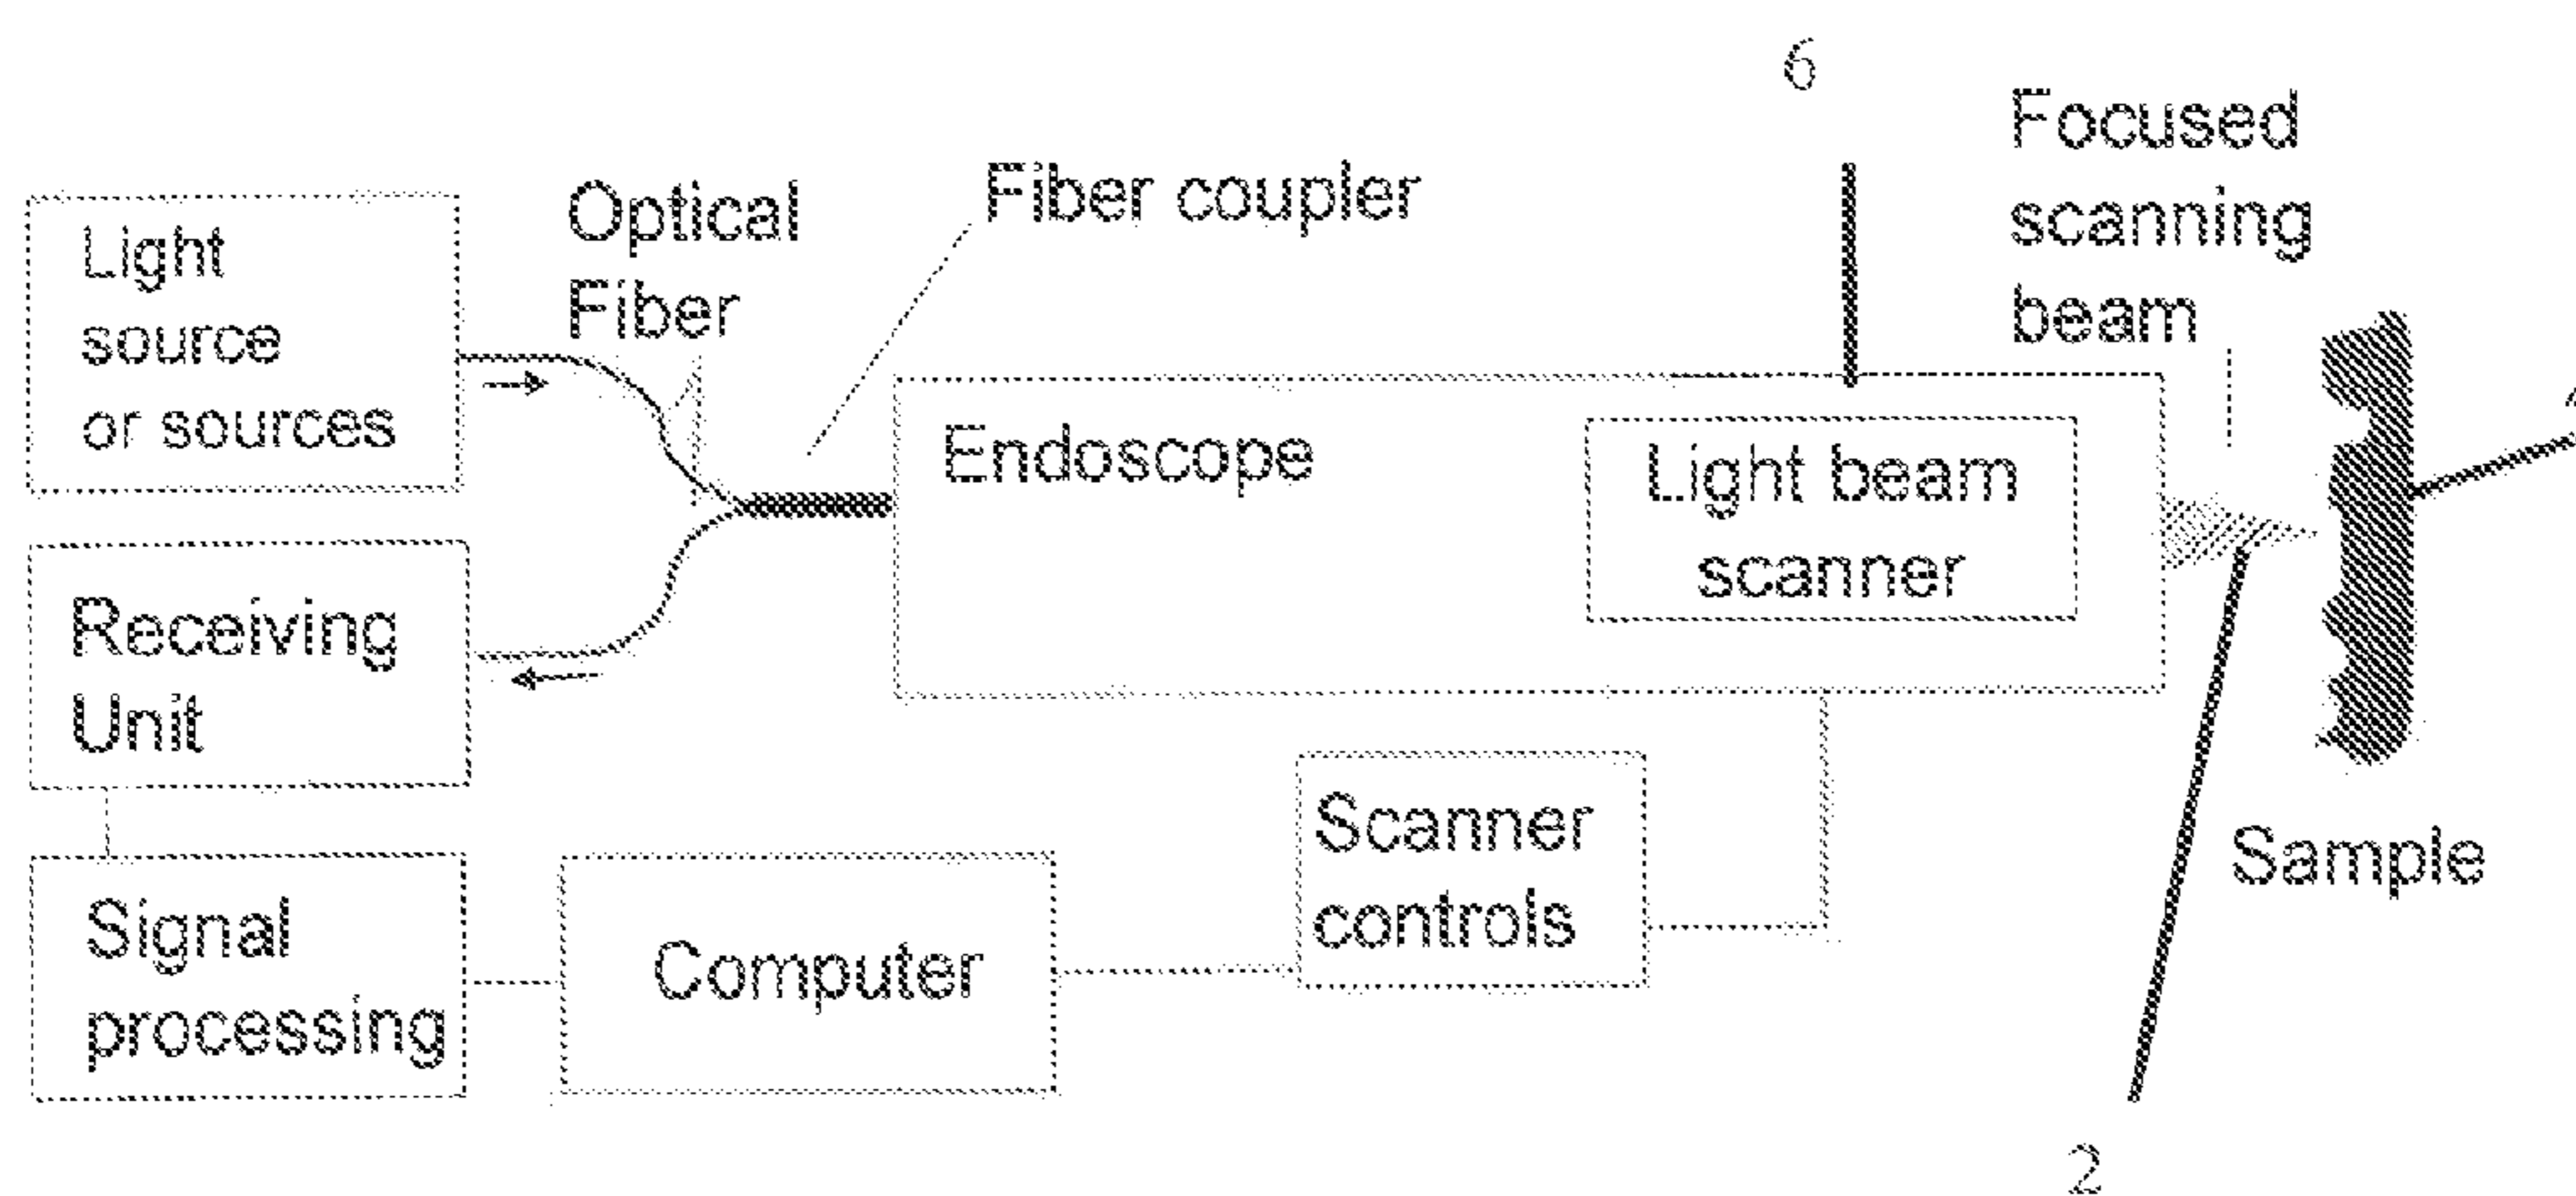 6
Focused
scanning
beam
Fiber coupler
Optical
Fiber
Light
source
or sources
Endoscope
Light beam
scanner
Receiving
Unit
Scanner
controls
Sample
Signal
processing
Computer
2